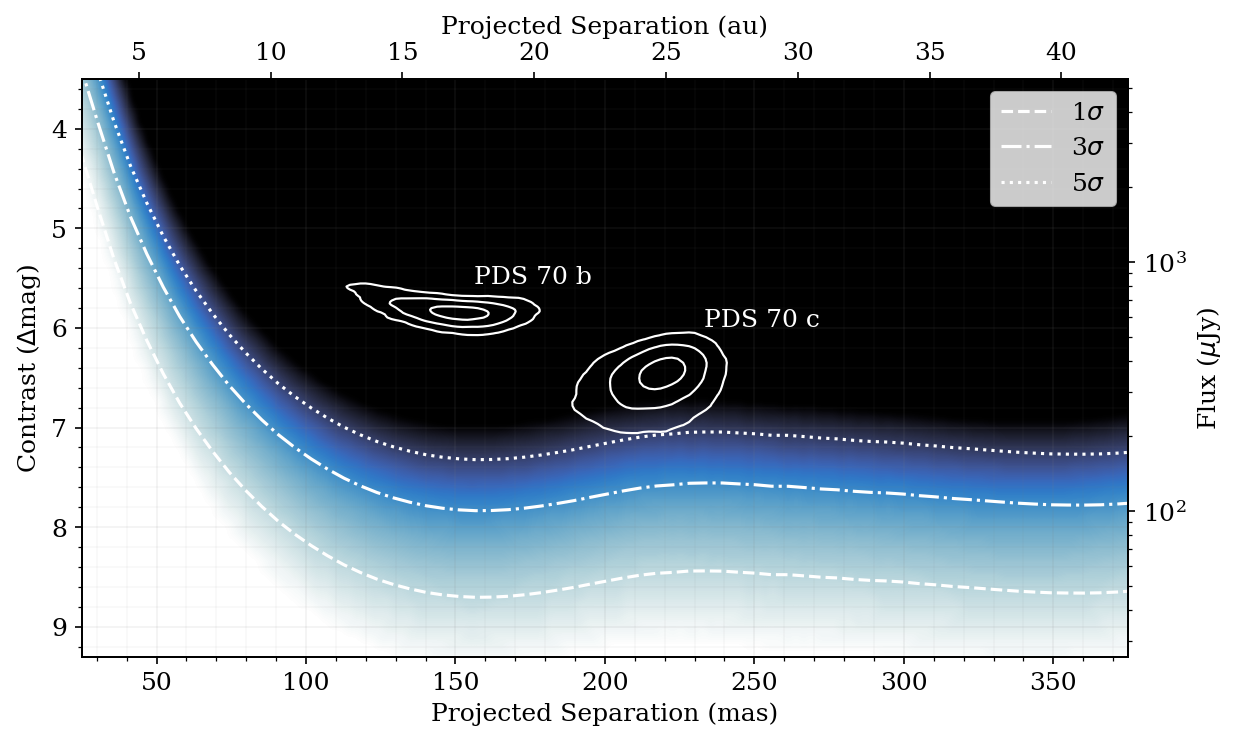 Projected Separation (au)
5 10 15 20 25 30 35 40
1σ
3σ
5σ
PDS 70 b
PDS 70 c
Contrast (Δmag)
4
5
6
7
8
9
Flux (μJy)
10³
10²
50 100 150 200 250 300 350
Projected Separation (mas)